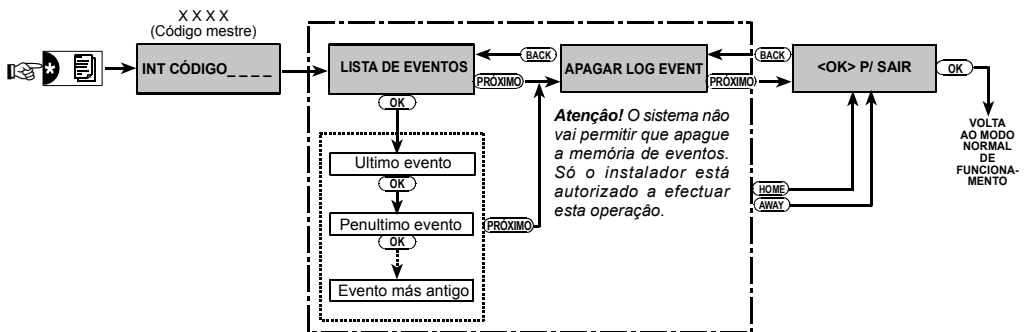 X X X X
(Código mestre)
*
INT CÓDIGO_ _ _ _
LISTA DE EVENTOS
BACK
PRÓXIMO
APAGAR LOG EVENT
BACK
PRÓXIMO
<OK> P/ SAIR
OK
VOLTA
AO MODO
NORMAL
DE
FUNCIONA-
MENTO
OK
Ultimo evento
OK
Penultimo evento
OK
Evento más antigo
PRÓXIMO
Atenção! O sistema nâo
vai permitir que apague
a memória de eventos.
Só o instalador está
autorizado a efectuar
esta operaçâo.
HOME
AWAY